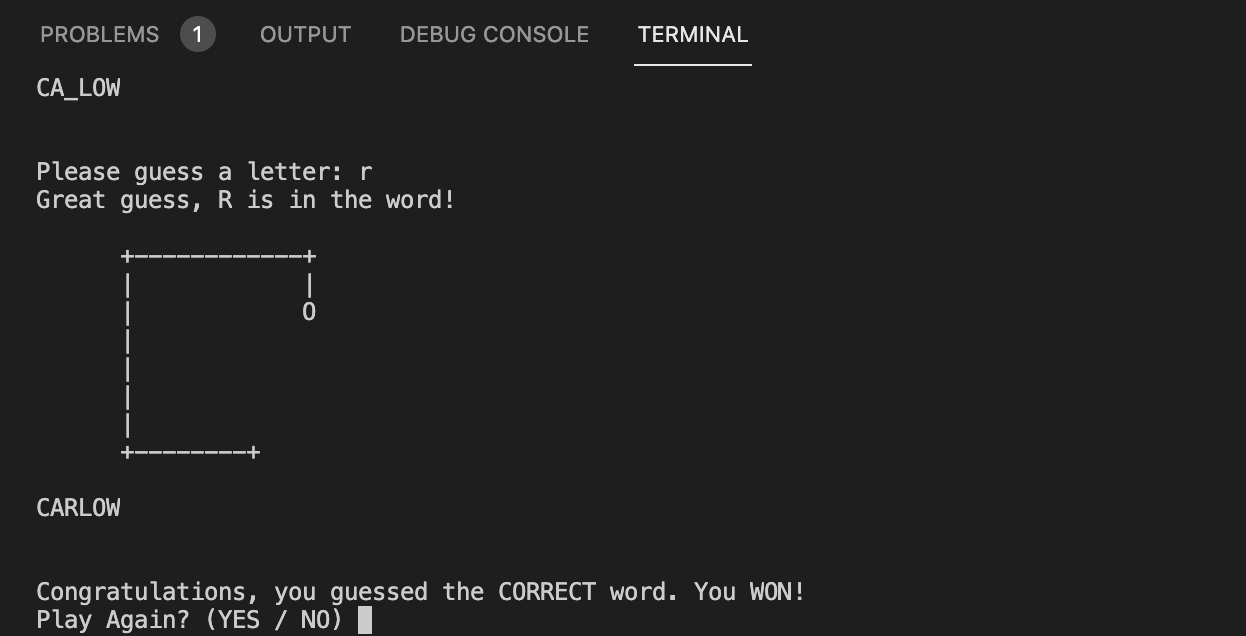 PROBLEMS 1 OUTPUT DEBUG CONSOLE TERMINAL
CA_LOW
Please guess a letter: r
Great guess, R is in the word!
+------------+
|            |
|            O
|
|
|
|
+--------+
CARLOW
Congratulations, you guessed the CORRECT word. You WON!
Play Again? (YES / NO)